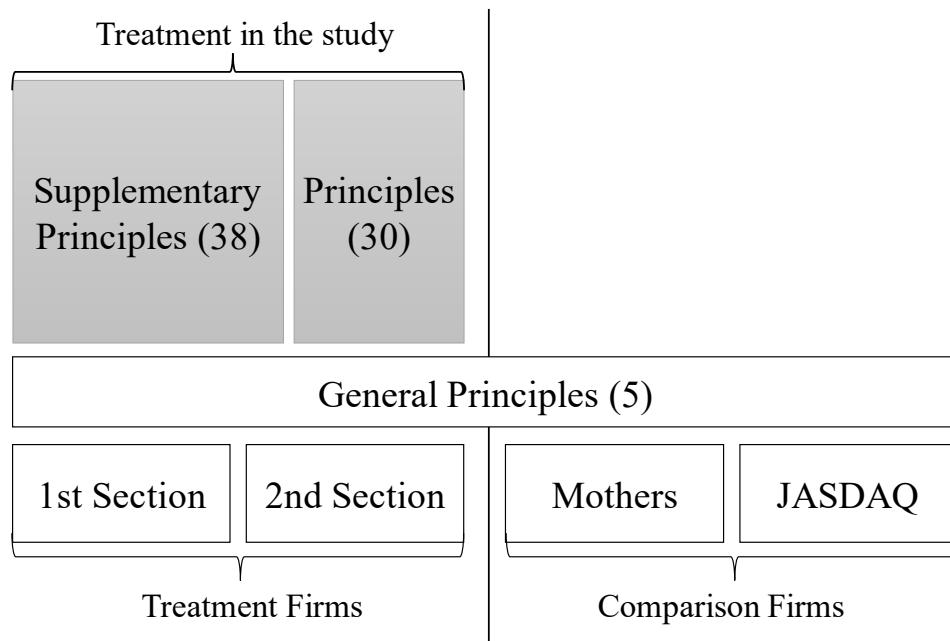 Treatment in the study
Supplementary
Principles (38)
Principles
(30)
General Principles (5)
1st Section
2nd Section
Mothers
JASDAQ
Treatment Firms
Comparison Firms